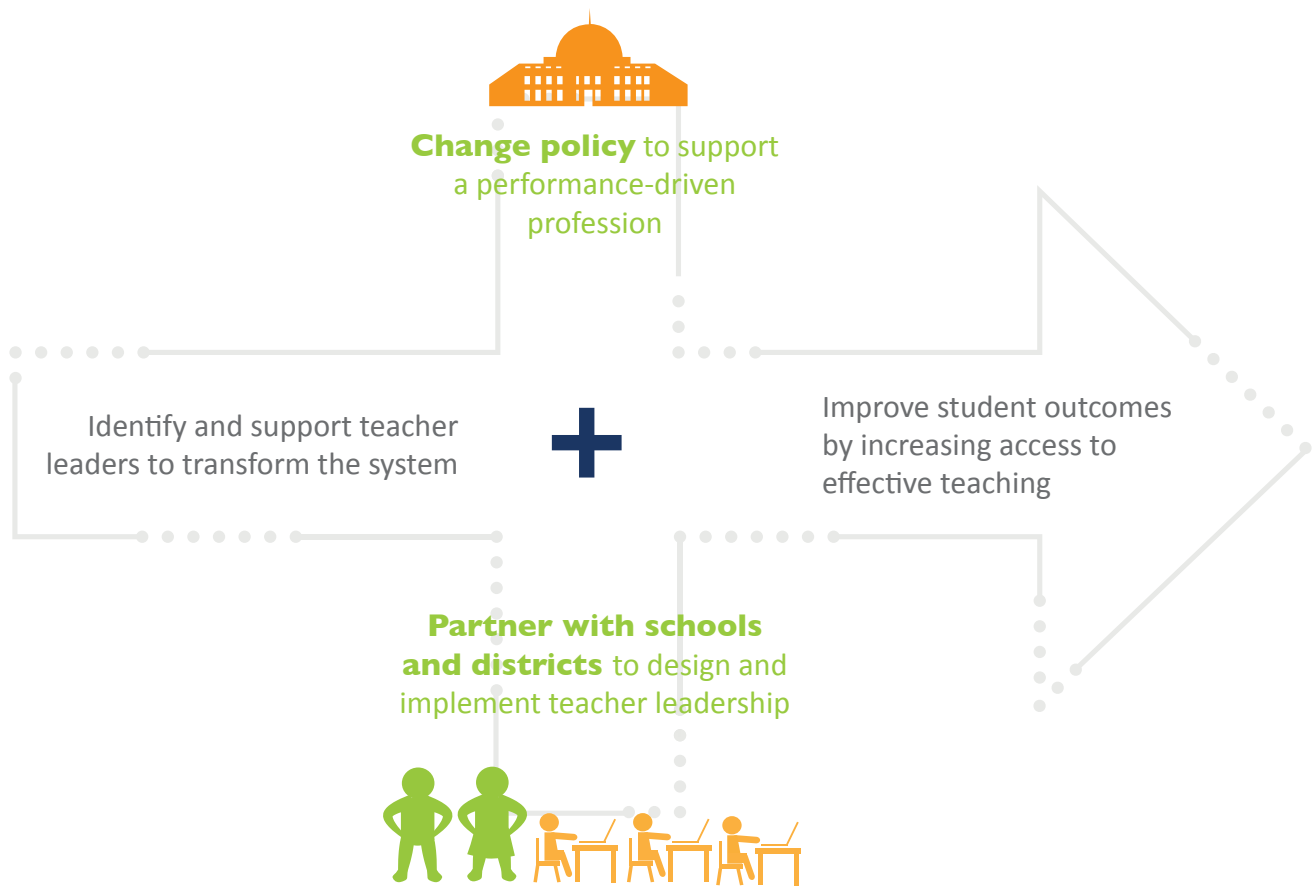 Change policy to support
a performance-driven
profession
Identify and support teacher
leaders to transform the system
Improve student outcomes
by increasing access to
effective teaching
Partner with schools
and districts to design and
implement teacher leadership